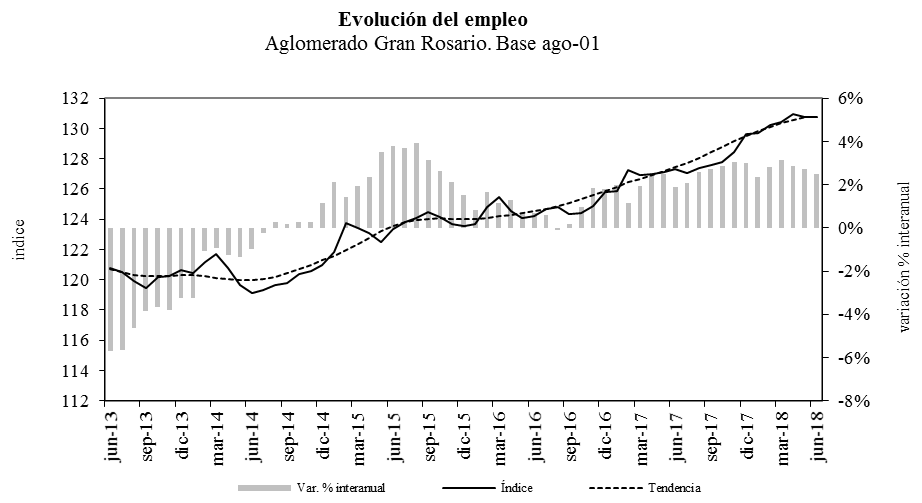 Evolución del empleo
Aglomerado Gran Rosario. Base ago-01
132
130
128
126
124
122
120
118
116
114
112
índice
6%
4%
2%
0%
-2%
-4%
-6%
-8%
variación % interanual
jun-13
sep-13
dic-13
mar-14
jun-14
sep-14
dic-14
mar-15
jun-15
sep-15
dic-15
mar-16
jun-16
sep-16
dic-16
mar-17
jun-17
sep-17
dic-17
mar-18
jun-18
Var. % interanual
Índice
Tendencia